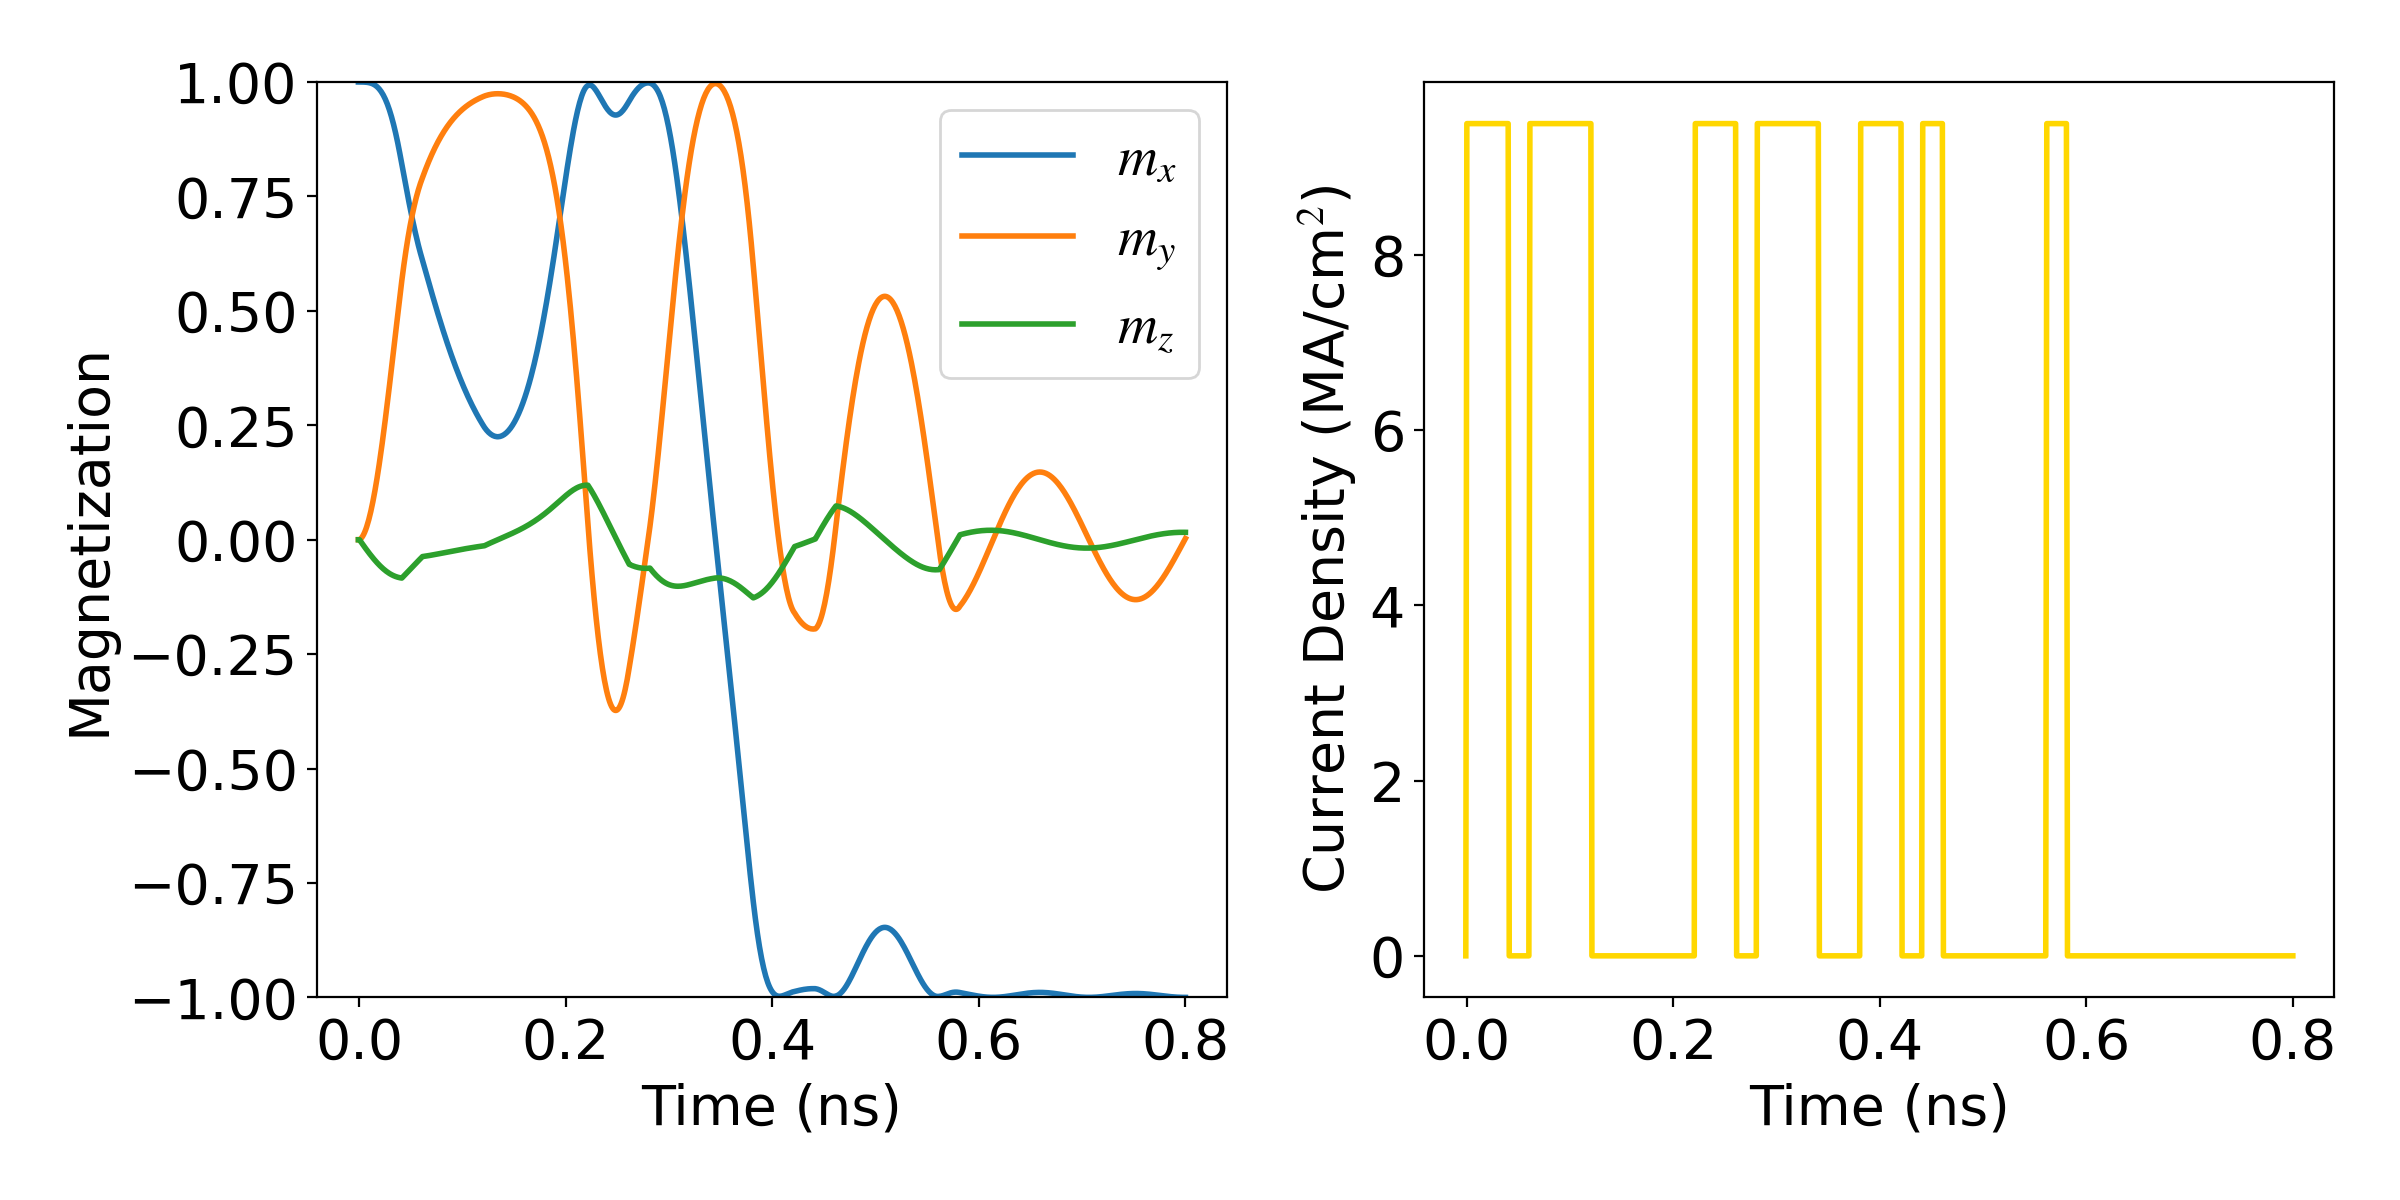 Magnetization
1.00
0.75
0.50
0.25
0.00
−0.25
−0.50
−0.75
−1.00
0.0 0.2 0.4 0.6 0.8
Time (ns)
m_x
m_y
m_z
Current Density (MA/cm²)
8
6
4
2
0
0.0 0.2 0.4 0.6 0.8
Time (ns)